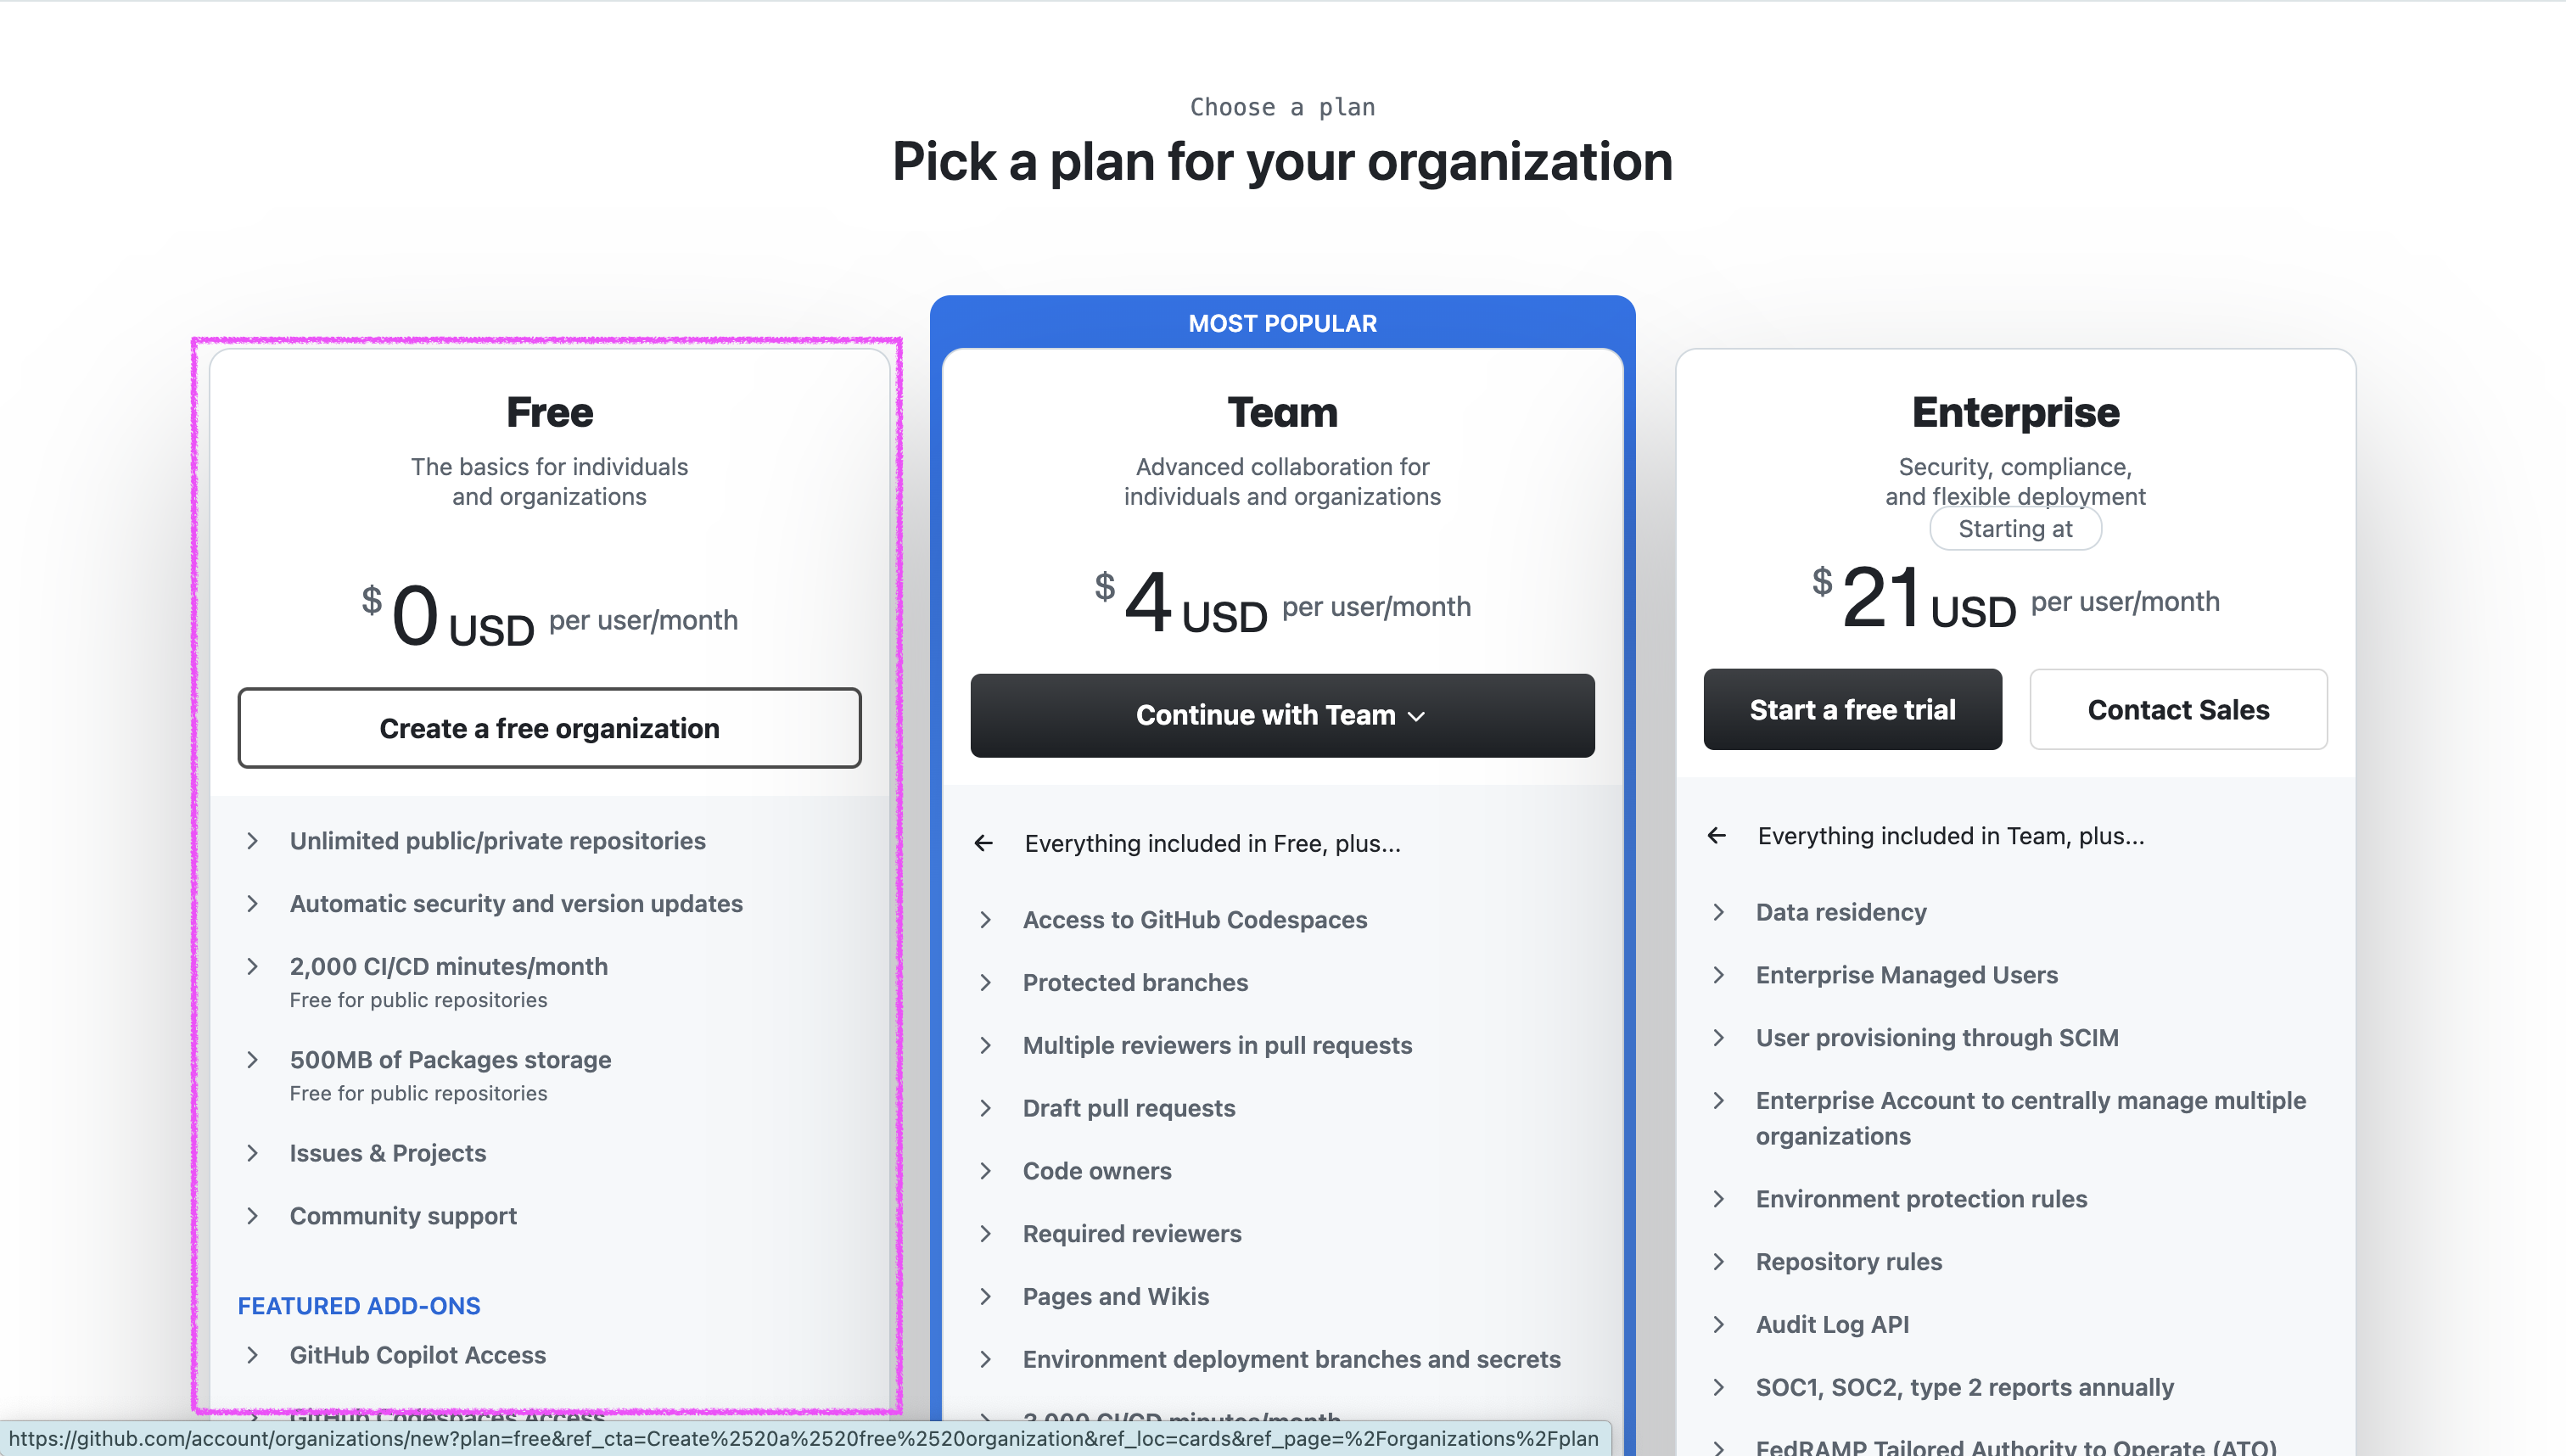 Choose a plan
Pick a plan for your organization
Free
The basics for individuals
and organizations
$0 USD per user/month
Create a free organization
Unlimited public/private repositories
Automatic security and version updates
2,000 CI/CD minutes/month
Free for public repositories
500MB of Packages storage
Free for public repositories
Issues & Projects
Community support
FEATURED ADD-ONS
GitHub Copilot Access
GitHub Codespaces Access
MOST POPULAR
Team
Advanced collaboration for
individuals and organizations
$4 USD per user/month
Continue with Team
Everything included in Free, plus...
Access to GitHub Codespaces
Protected branches
Multiple reviewers in pull requests
Draft pull requests
Code owners
Required reviewers
Pages and Wikis
Environment deployment branches and secrets
3,000 CI/CD minutes/month
Enterprise
Security, compliance,
and flexible deployment
Starting at
$21 USD per user/month
Start a free trial
Contact Sales
Everything included in Team, plus...
Data residency
Enterprise Managed Users
User provisioning through SCIM
Enterprise Account to centrally manage multiple
organizations
Environment protection rules
Repository rules
Audit Log API
SOC1, SOC2, type 2 reports annually
FedRAMP Tailored Authority to Operate (ATO)
https://github.com/account/organizations/new?plan=free&ref_cta=Create%2520a%2520free%2520organization&ref_loc=cards&ref_page=%2Forganizations%2Fplan